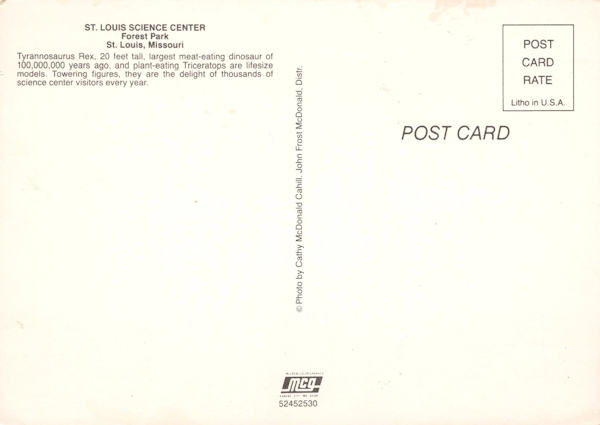 ST. LOUIS SCIENCE CENTER
Forest Park
St. Louis, Missouri
Tyrannosaurus Rex, 20 feet tall, largest meat-eating dinosaur of
100,000,000 years ago, and plant-eating Triceratops are lifesize
models. Towering figures, they are the delight of thousands of
science center visitors every year.
© Photo by Cathy McDonald Cahill. John Frost McDonald, Distr.
POST
CARD
RATE
Litho in U.S.A.
POST CARD
mcg
52452530